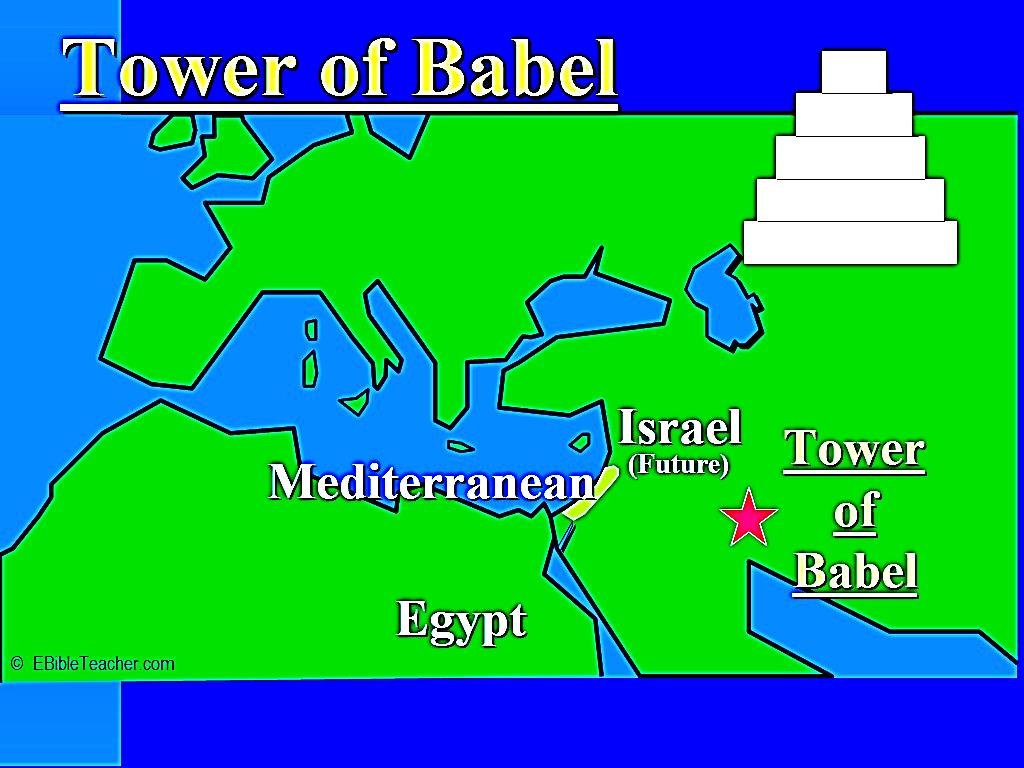 Tower of Babel
Israel
(Future)
Tower
of
Babel
Mediterranean
Egypt
© EBibleTeacher.com